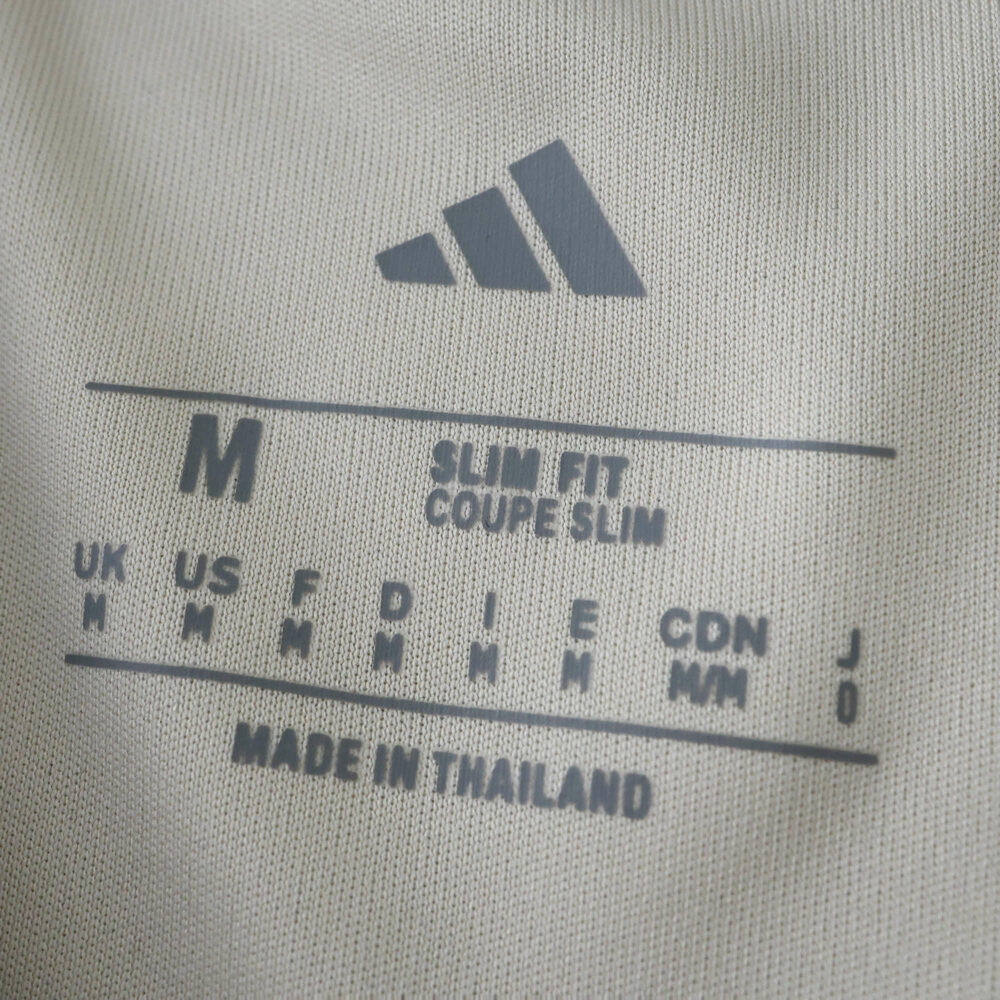 M
SLIM FIT
COUPE SLIM
UK US F D I E CDN J
M M M M M M M/M O
MADE IN THAILAND